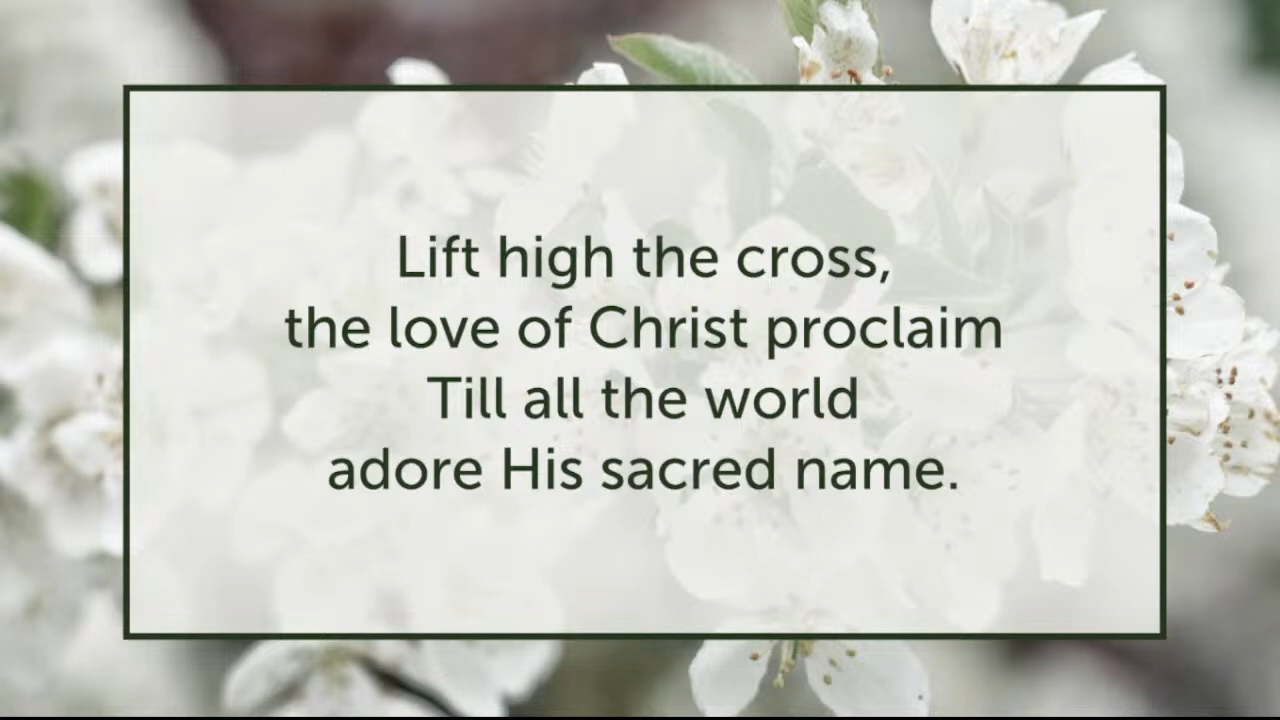 Lift high the cross,
the love of Christ proclaim
Till all the world
adore His sacred name.